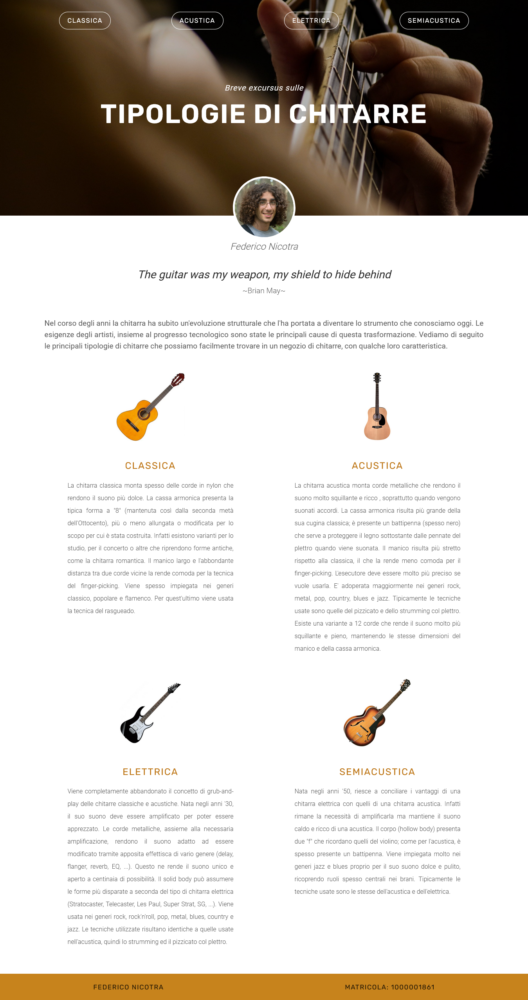 CLASSICA
ACUSTICA
ELETTRICA
SEMIACUSTICA
Breve excursus sulle
TIPOLOGIE DI CHITARRE
Federico Nicotra
The guitar was my weapon, my shield to hide behind
~Brian May~
Nel corso degli anni la chitarra ha subito un'evoluzione strutturale che l'ha portata a diventare lo strumento che conosciamo oggi. Le
esigenze degli artisti, insieme al progresso tecnologico sono state le principali cause di questa trasformazione. Vediamo di seguito
le principali tipologie di chitarre che possiamo facilmente trovare in un negozio di chitarre, con qualche loro caratteristica.
CLASSICA
La chitarra classica monta spesso delle corde in nylon che
rendono il suono più dolce. La cassa armonica presenta la
tipica forma a "8" (mantenuta così dalla seconda metà
dell'Ottocento), più o meno allungata o modificata per lo
scopo per cui è stata costruita. Infatti esistono varianti per lo
studio, per il concerto o altre che riprendono forme antiche,
come la chitarra romantica. Il manico largo e l'abbondante
distanza tra due corde vicine la rende comoda per la tecnica
del finger-picking. Viene spesso impiegata nei generi
classico, popolare e flamenco. Per quest'ultimo viene usata
la tecnica del rasgueado.
ACUSTICA
La chitarra acustica monta corde metalliche che rendono il
suono molto squillante e ricco , soprattutto quando vengono
suonati accordi. La cassa armonica risulta più grande della
sua cugina classica; è presente un battipenna (spesso nero)
che serve a proteggere il legno sottostante dalle pennate del
plettro quando viene suonata. Il manico risulta più stretto
rispetto alla classica, il che la rende meno comoda per il
finger-picking. L'esecutore deve essere molto più preciso se
vuole usarla. E' adoperata maggiormente nei generi rock,
metal, pop, country, blues e jazz. Tipicamente le tecniche
usate sono quelle del pizzicato e dello strumming col plettro.
Esiste una variante a 12 corde che rende il suono molto più
squillante e pieno, mantenendo le stesse dimensioni del
manico e della cassa armonica.
ELETTRICA
Viene completamente abbandonato il concetto di grub-and-
play delle chitarre classiche e acustiche. Nata negli anni '30,
il suo suono deve essere amplificato per poter essere
apprezzato. Le corde metalliche, assieme alla necessaria
amplificazione, rendono il suono adatto ad essere
modificato tramite apposita effettisca di vario genere (delay,
flanger, reverb, EQ, ...). Questo ne rende il suono unico e
aperto a centinaia di possibilità. Il solid body può assumere
le forme più disparate a seconda del tipo di chitarra elettrica
(Stratocaster, Telecaster, Les Paul, Super Strat, SG, ...). Viene
usata nei generi rock, rock'n'roll, pop, metal, blues, country e
jazz. Le tecniche utilizzate risultano identiche a quelle usate
nell'acustica, quindi lo strumming ed il pizzicato col plettro.
SEMIACUSTICA
Nata negli anni '50, riesce a conciliare i vantaggi di una
chitarra elettrica con quelli di una chitarra acustica. Infatti
rimane la necessità di amplificarla ma mantiene il suono
caldo e ricco di una acustica. Il corpo (hollow body) presenta
due "f" che ricordano quelli del violino; come per l'acustica, è
spesso presente un battipenna. Viene impiegata molto nei
generi jazz e blues proprio per il suo suono dolce e pulito,
ricoprendo ruoli spesso centrali nei brani. Tipicamente le
tecniche usate sono le stesse dell'acustica e dell'elettrica.
FEDERICO NICOTRA
MATRICOLA: 1000001861